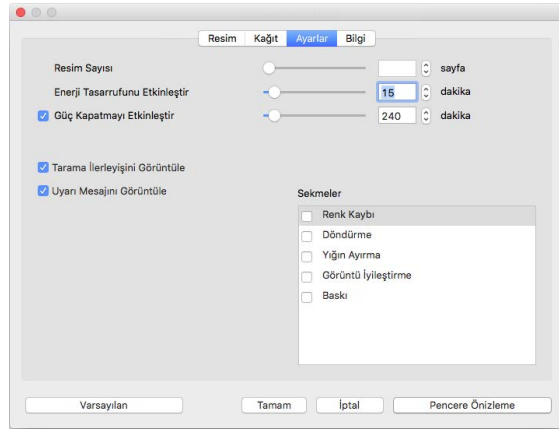 Resim Kağıt Ayarlar Bilgi
Resim Sayısı sayfa
Enerji Tasarrufunu Etkinleştir 15 dakika
Güç Kapatmayı Etkinleştir 240 dakika
Tarama İlerleyişini Görüntüle
Uyarı Mesajını Görüntüle
Sekmeler
Renk Kaybı
Döndürme
Yığın Ayırma
Görüntü İyileştirme
Baskı
Varsayılan Tamam İptal Pencere Önizleme